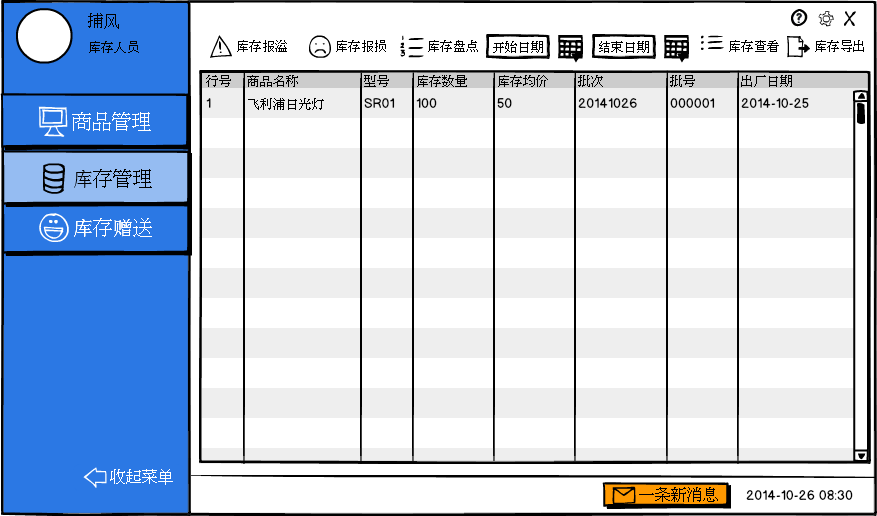 捕风
库存人员
库存报溢 库存报损 库存盘点 开始日期 结束日期 库存查看 库存导出
商品管理
库存管理
库存赠送
收起菜单
行号 商品名称 型号 库存数量 库存均价 批次 批号 出厂日期
1 飞利浦日光灯 SR01 100 50 20141026 000001 2014-10-25
一条新消息 2014-10-26 08:30